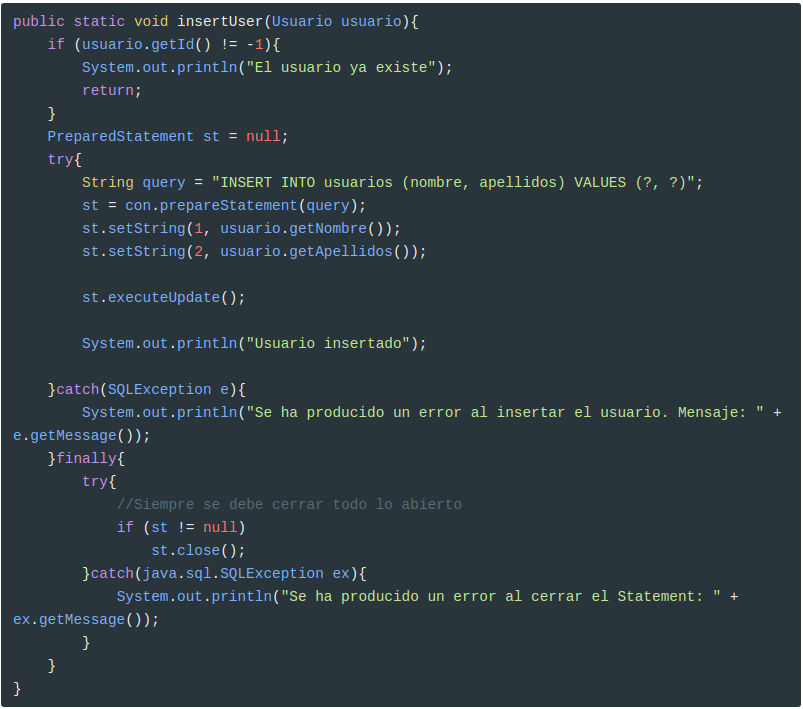 public static void insertUser(Usuario usuario){
    if (usuario.getId() != -1){
        System.out.println("El usuario ya existe");
        return;
    }
    PreparedStatement st = null;
    try{
        String query = "INSERT INTO usuarios (nombre, apellidos) VALUES (?, ?)";
        st = con.prepareStatement(query);
        st.setString(1, usuario.getNombre());
        st.setString(2, usuario.getApellidos());

        st.executeUpdate();

        System.out.println("Usuario insertado");

    }catch(SQLException e){
        System.out.println("Se ha producido un error al insertar el usuario. Mensaje: " +
e.getMessage());
    }finally{
        try{
            //Siempre se debe cerrar todo lo abierto
            if (st != null)
                st.close();
        }catch(java.sql.SQLException ex){
            System.out.println("Se ha producido un error al cerrar el Statement: " +
ex.getMessage());
        }
    }
}